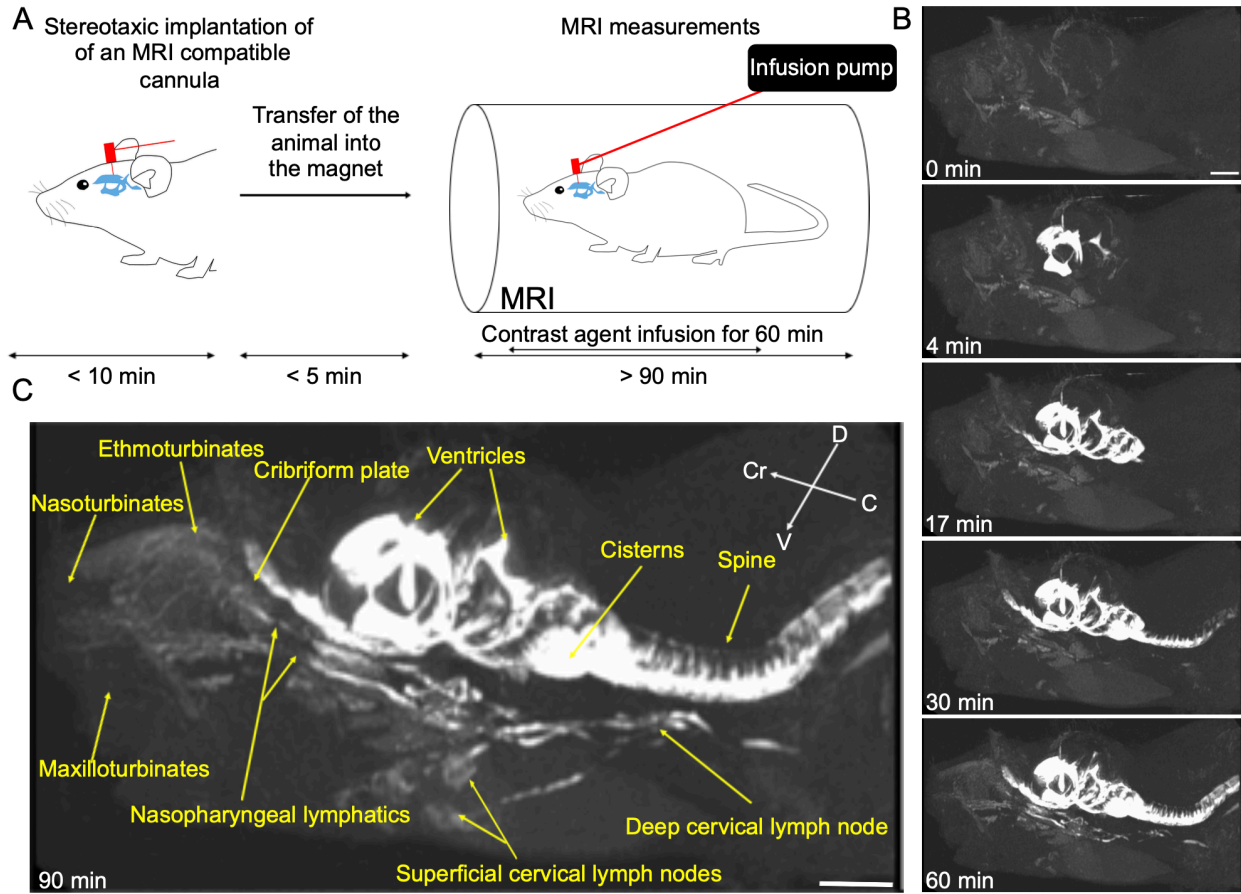 A
Stereotaxic implantation of
of an MRI compatible
cannula
Transfer of the
animal into
the magnet
MRI measurements
Infusion pump
MRI
Contrast agent infusion for 60 min
< 10 min
< 5 min
> 90 min
B
0 min
4 min
17 min
30 min
60 min
C
Ethmoturbinates
Cribriform plate
Ventricles
Nasoturbinates
D
Cr
C
V
Cisterns
Spine
Maxilloturbinates
Nasopharyngeal lymphatics
Deep cervical lymph node
Superficial cervical lymph nodes
90 min